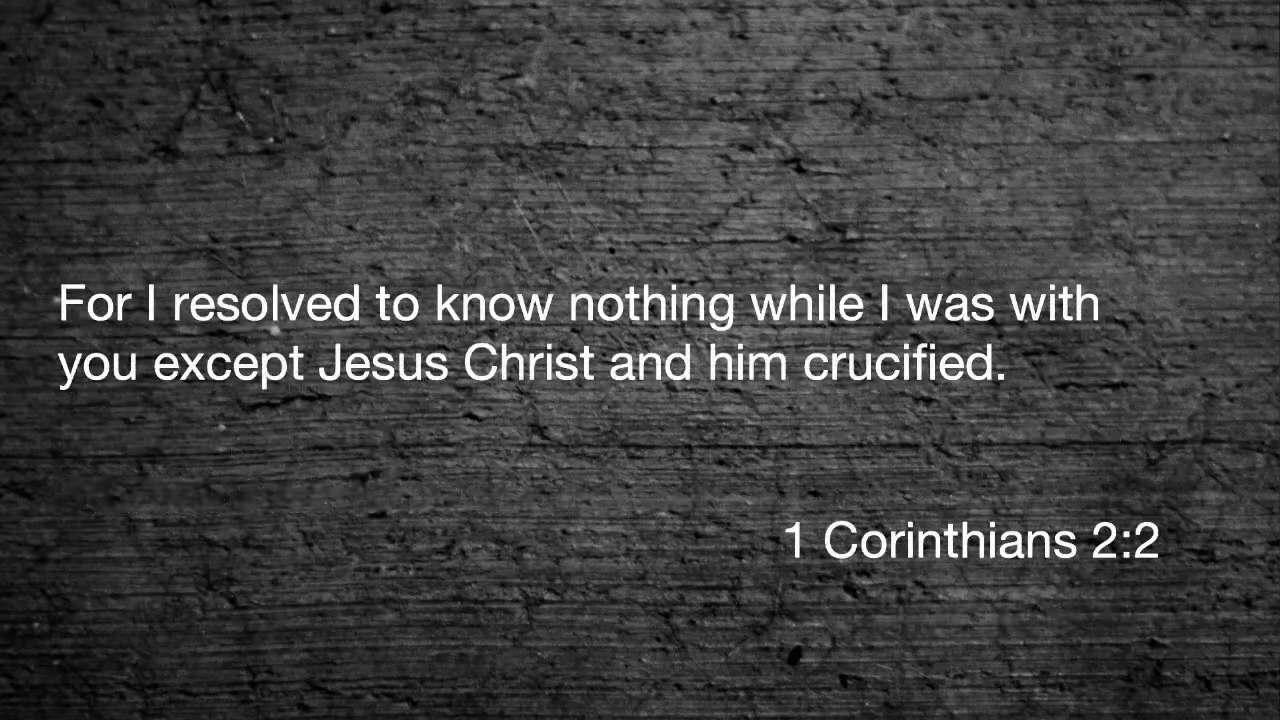 For I resolved to know nothing while I was with
you except Jesus Christ and him crucified.
1 Corinthians 2:2